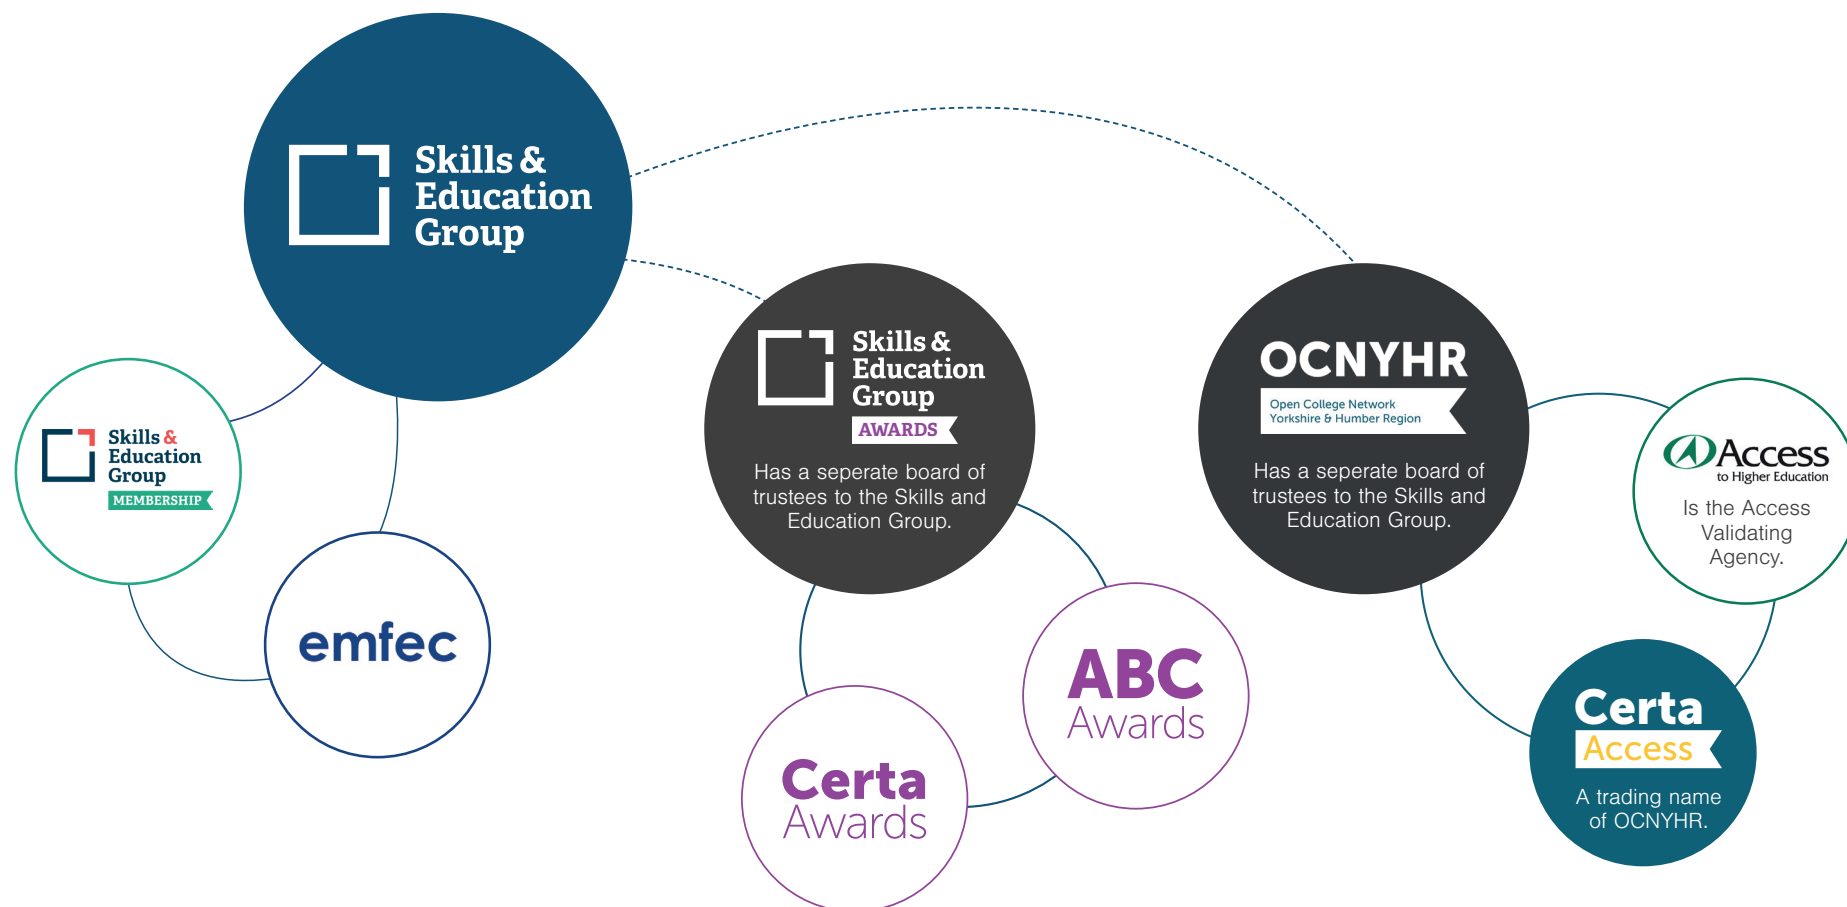 Skills &
Education
Group
Skills &
Education
Group
MEMBERSHIP
emfec
Skills &
Education
Group
AWARDS
Has a seperate board of
trustees to the Skills and
Education Group.
Certa
Awards
ABC
Awards
OCNYHR
Open College Network
Yorkshire & Humber Region
Has a seperate board of
trustees to the Skills and
Education Group.
Access
to Higher Education
Is the Access
Validating
Agency.
Certa
Access
A trading name
of OCNYHR.